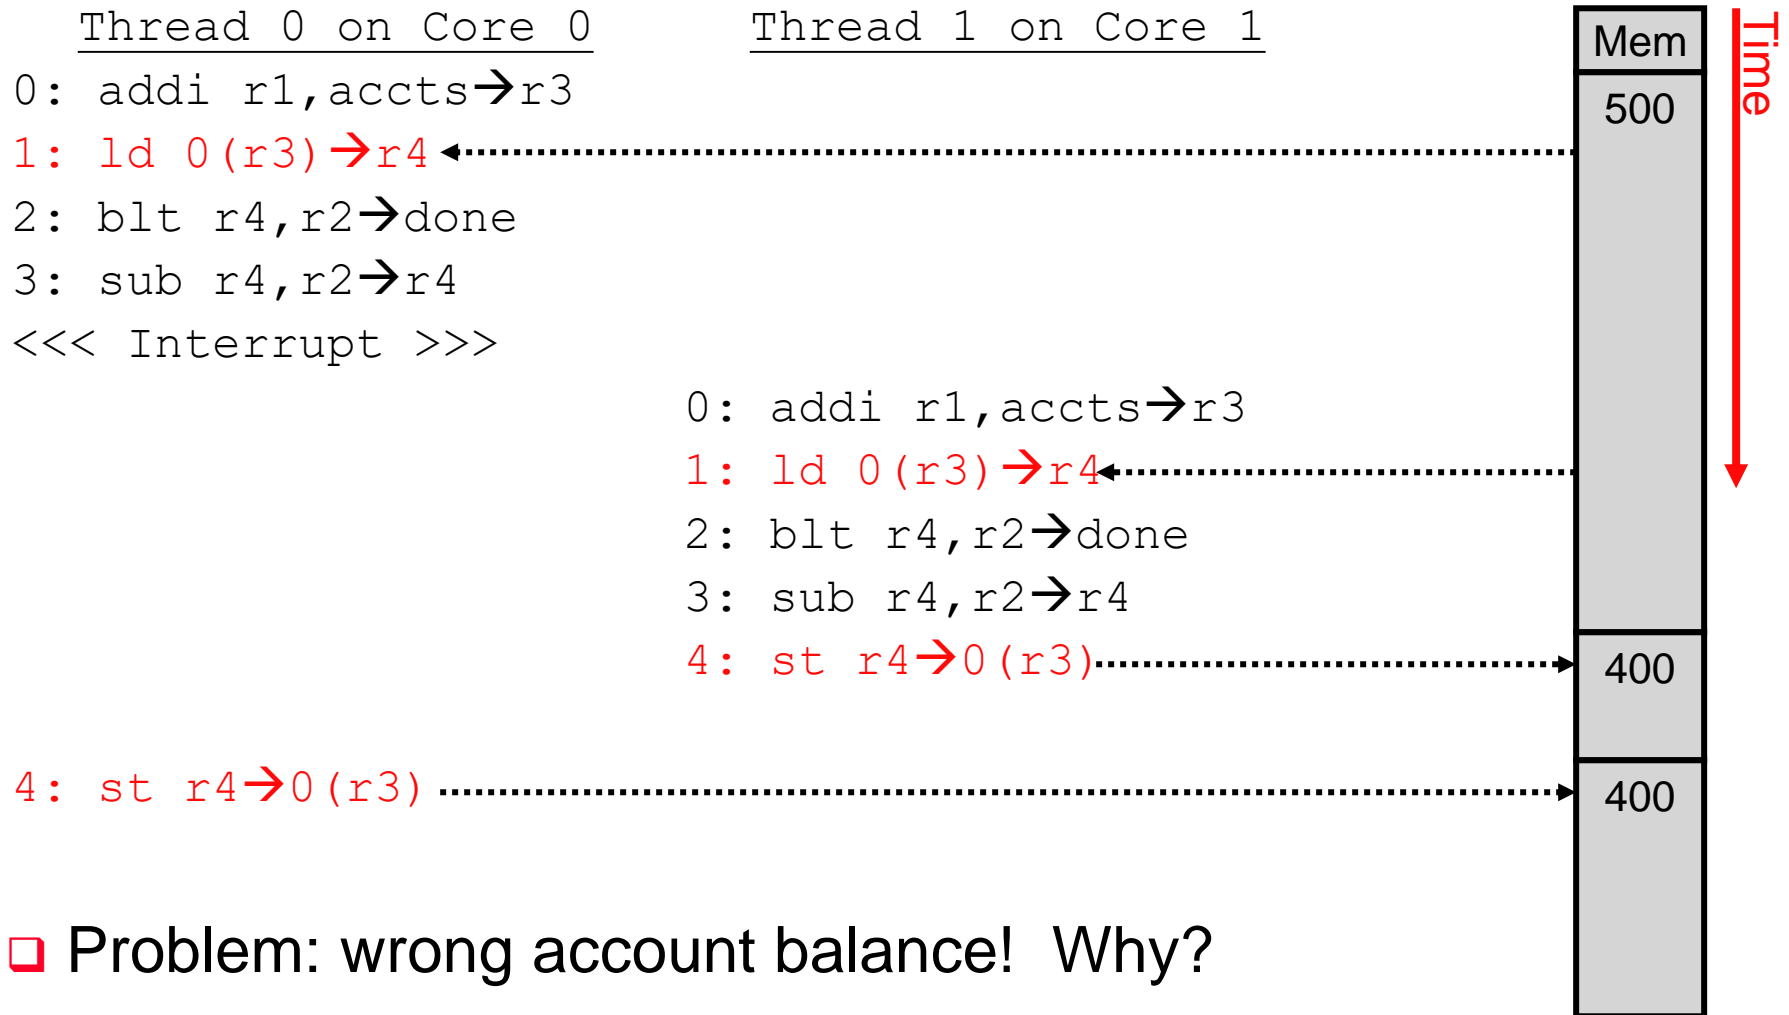 Thread 0 on Core 0 Thread 1 on Core 1 Mem Time
0: addi r1,accts→r3 500
1: ld 0(r3)→r4
2: blt r4,r2→done
3: sub r4,r2→r4
<<< Interrupt >>>
0: addi r1,accts→r3
1: ld 0(r3)→r4
2: blt r4,r2→done
3: sub r4,r2→r4
4: st r4→0(r3) 400
4: st r4→0(r3) 400
Problem: wrong account balance! Why?